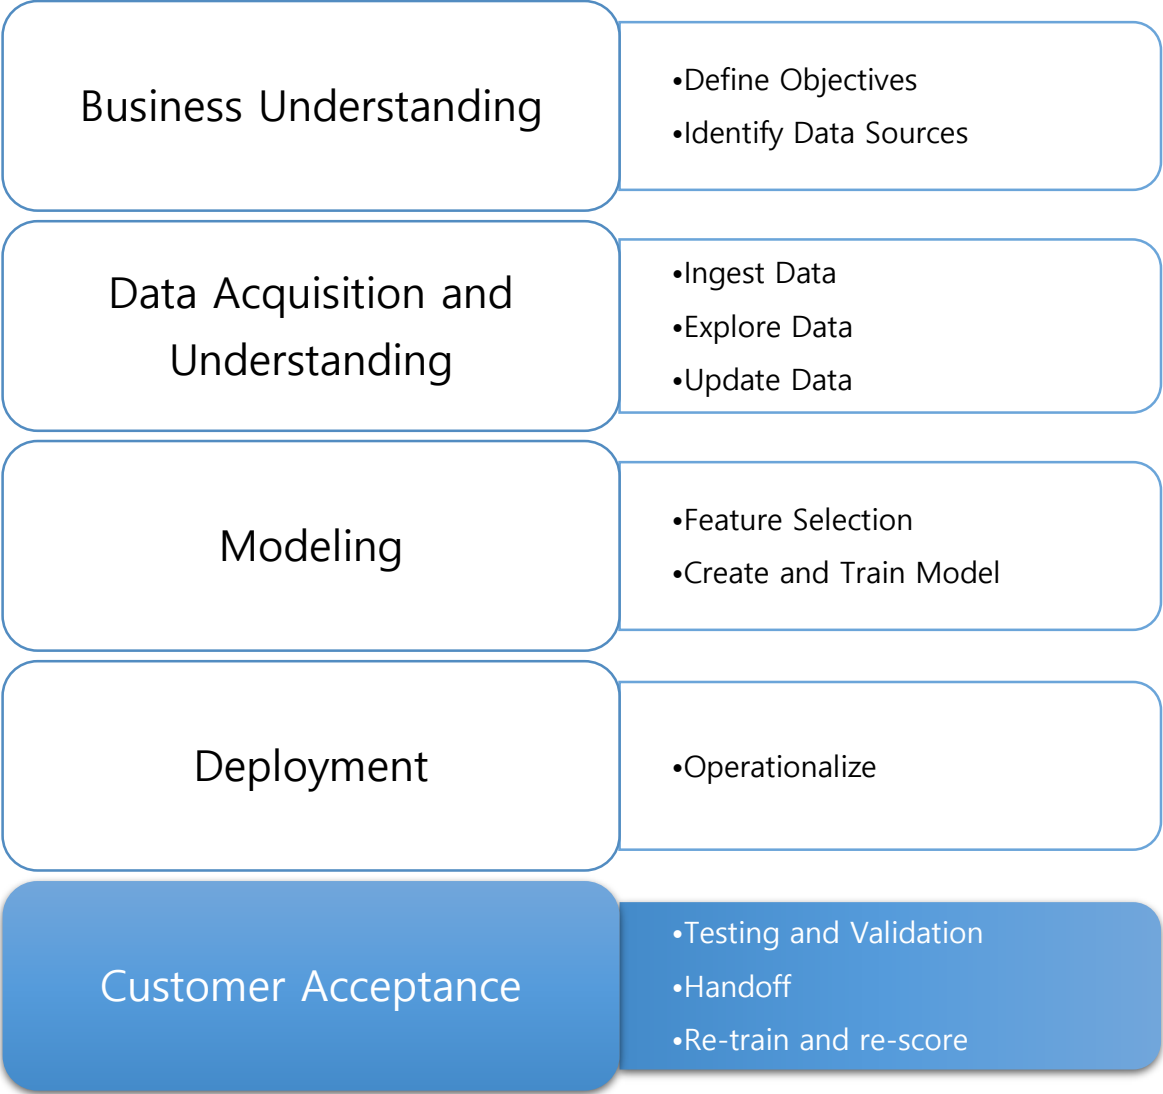 Business Understanding
•Define Objectives
•Identify Data Sources
Data Acquisition and
Understanding
•Ingest Data
•Explore Data
•Update Data
Modeling
•Feature Selection
•Create and Train Model
Deployment
•Operationalize
Customer Acceptance
•Testing and Validation
•Handoff
•Re-train and re-score